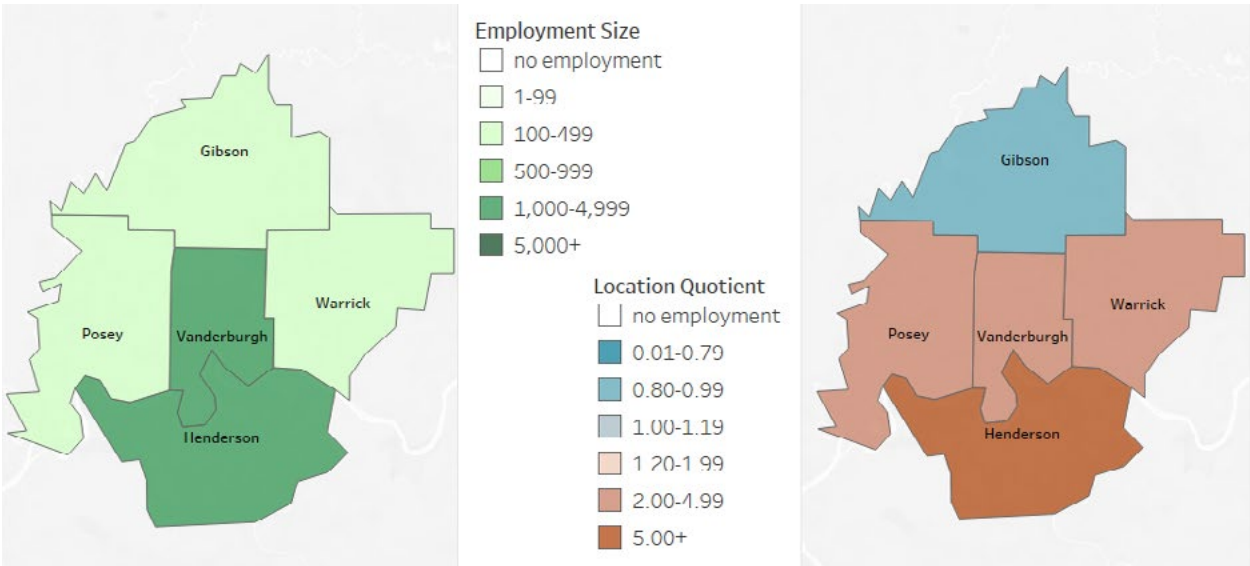 Gibson
Posey
Vanderburgh
Warrick
Henderson
Employment Size
no employment
1-99
100-499
500-999
1,000-4,999
5,000+
Location Quotient
no employment
0.01-0.79
0.80-0.99
1.00-1.19
1.20-1.99
2.00-4.99
5.00+
Gibson
Posey
Vanderburgh
Warrick
Henderson